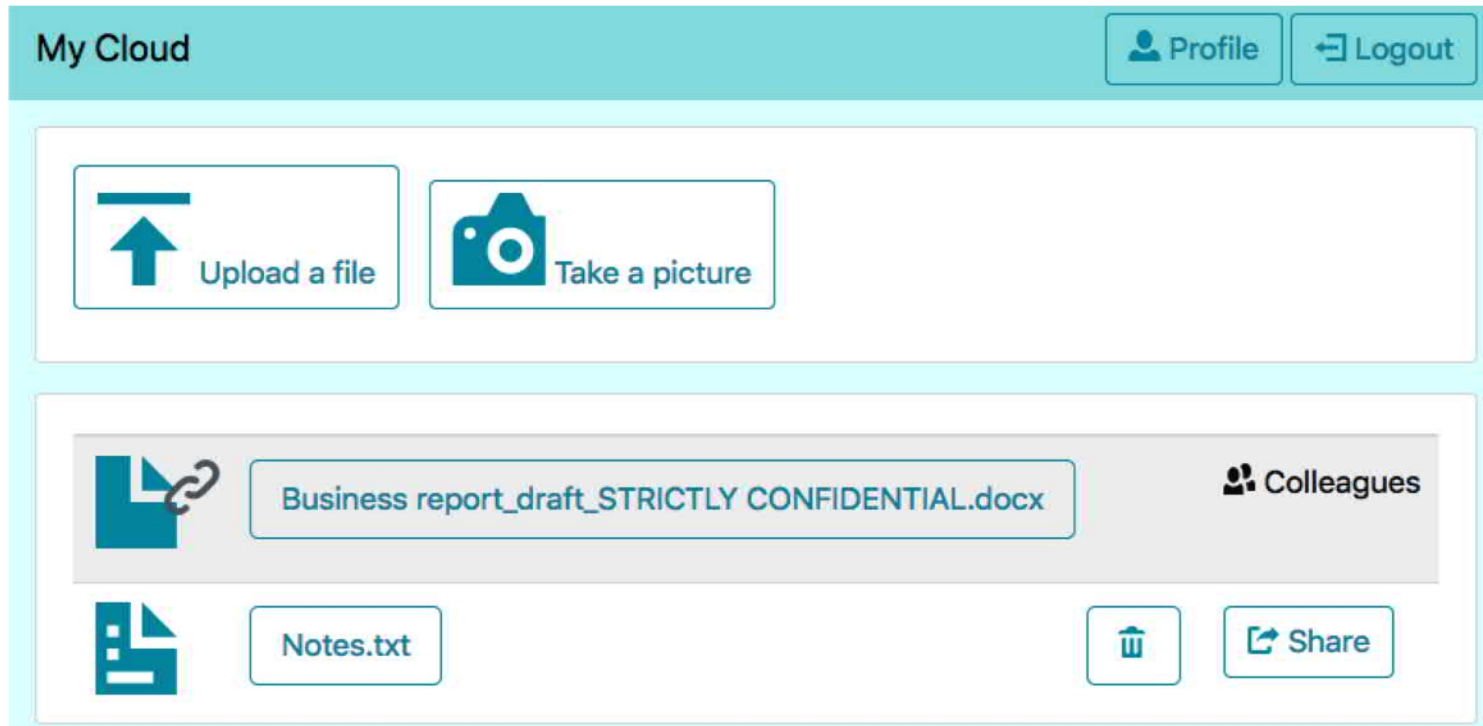 My Cloud
Profile
Logout
Upload a file
Take a picture
Business report_draft_STRICTLY CONFIDENTIAL.docx
Colleagues
Notes.txt
Share